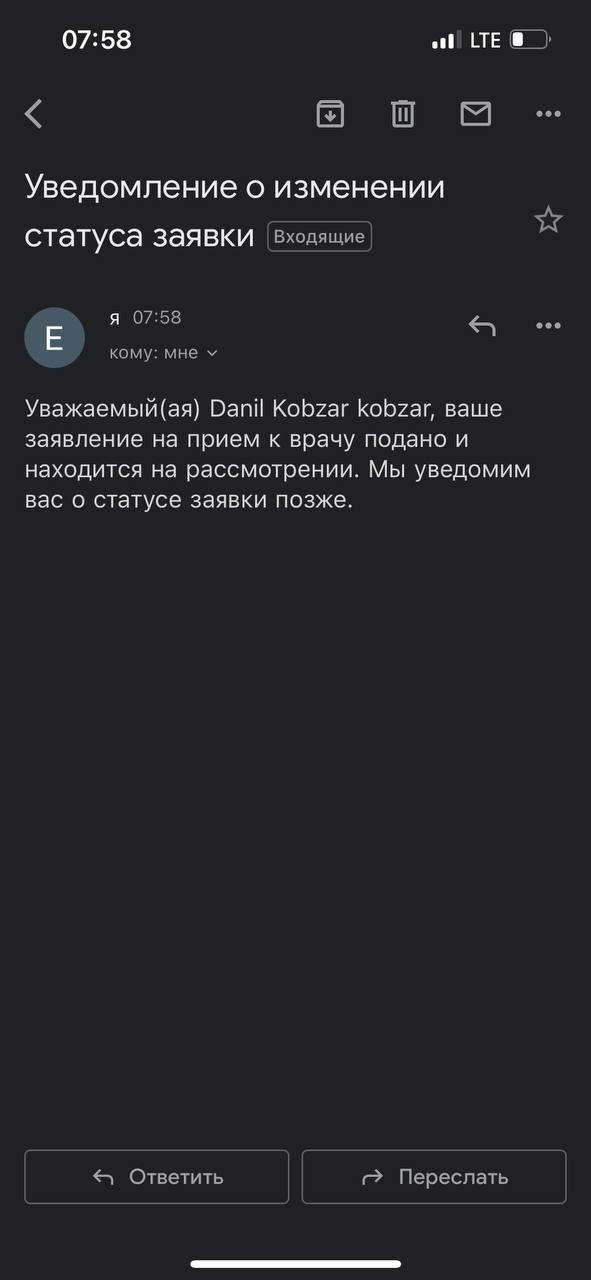 07:58 LTE
Уведомление о изменении
статуса заявки Входящие
E
я 07:58
кому: мне
Уважаемый(ая) Danil Kobzar kobzar, ваше
заявление на прием к врачу подано и
находится на рассмотрении. Мы уведомим
вас о статусе заявки позже.
Ответить Переслать